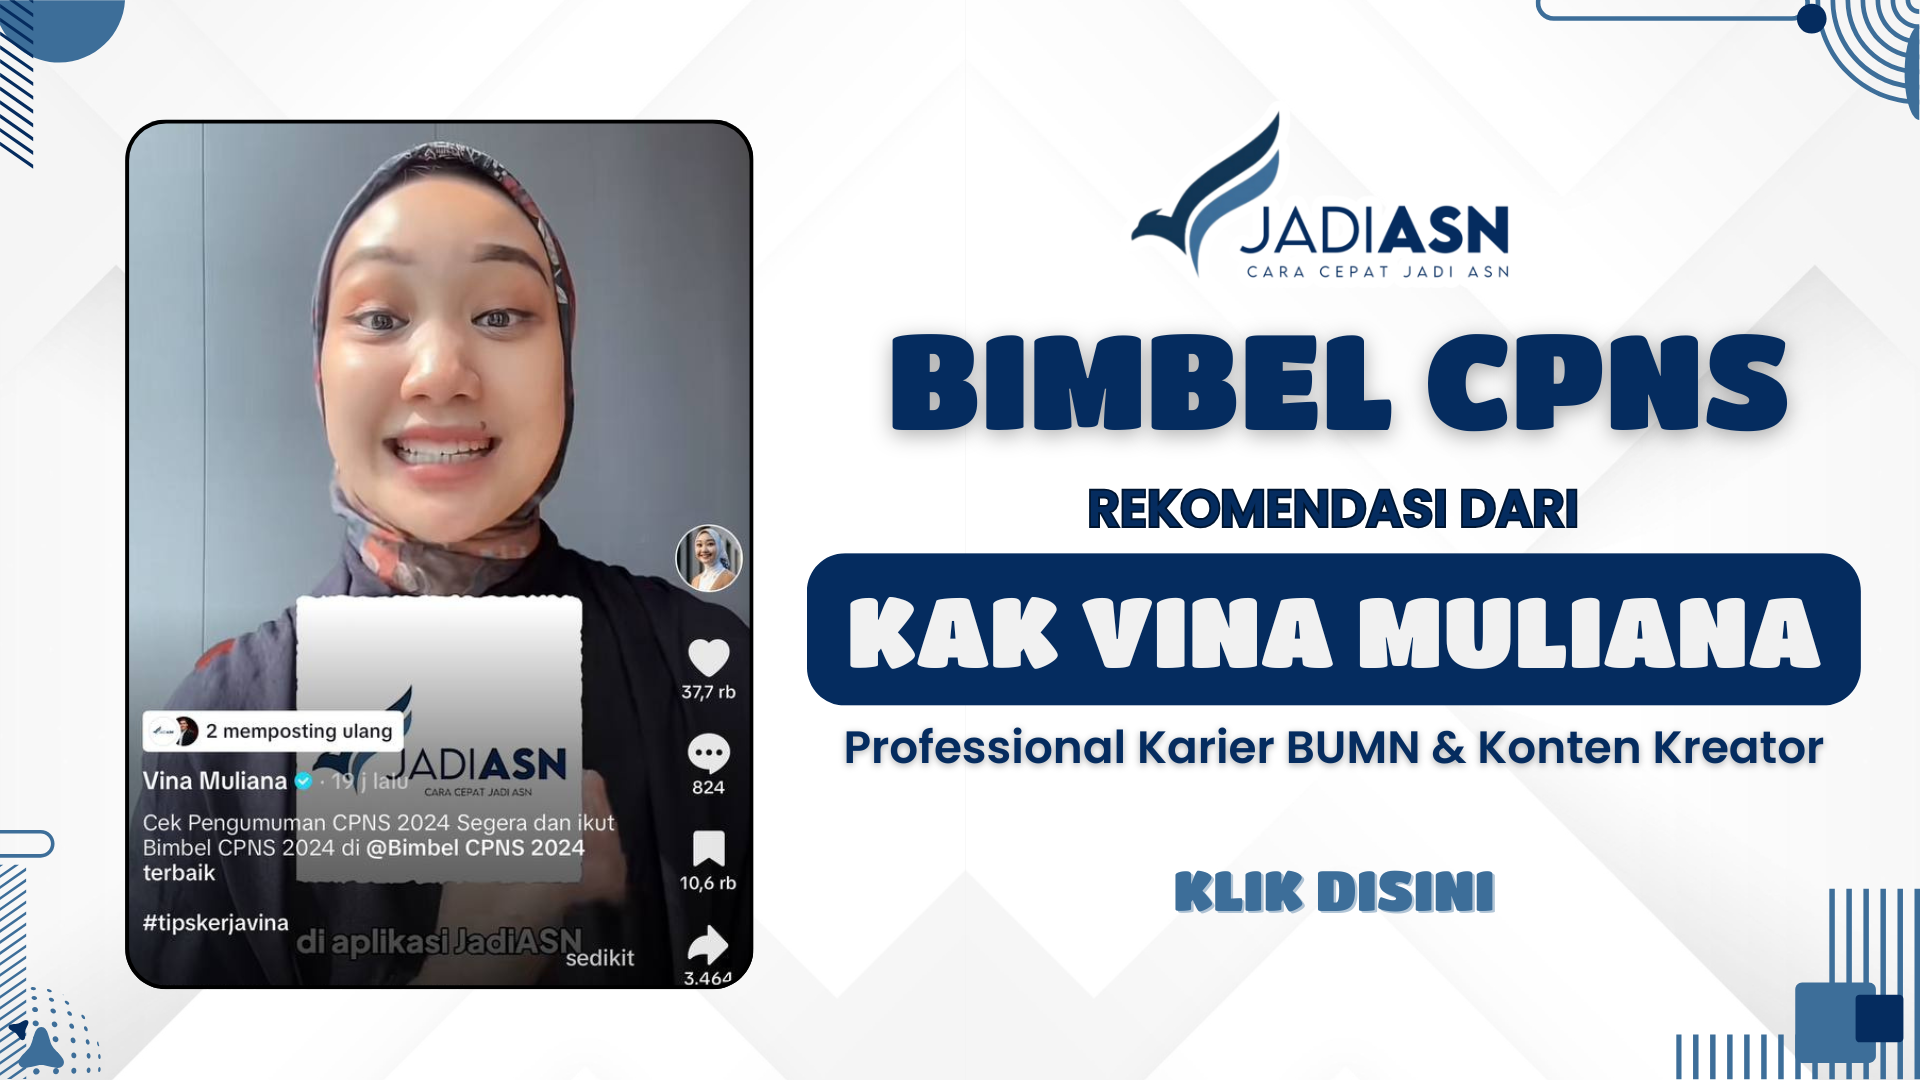 37,7 rb
824
10,6 rb
3.464
2 memposting ulang
JADIASN
CARA CEPAT JADI ASN
Vina Muliana · 19 j lalu
Cek Pengumuman CPNS 2024 Segera dan ikut
Bimbel CPNS 2024 di @Bimbel CPNS 2024
terbaik
#tipskerjavina
di aplikasi JadiASN
sedikit
JADIASN
CARA CEPAT JADI ASN
BIMBEL CPNS
REKOMENDASI DARI
KAK VINA MULIANA
Professional Karier BUMN & Konten Kreator
KLIK DISINI